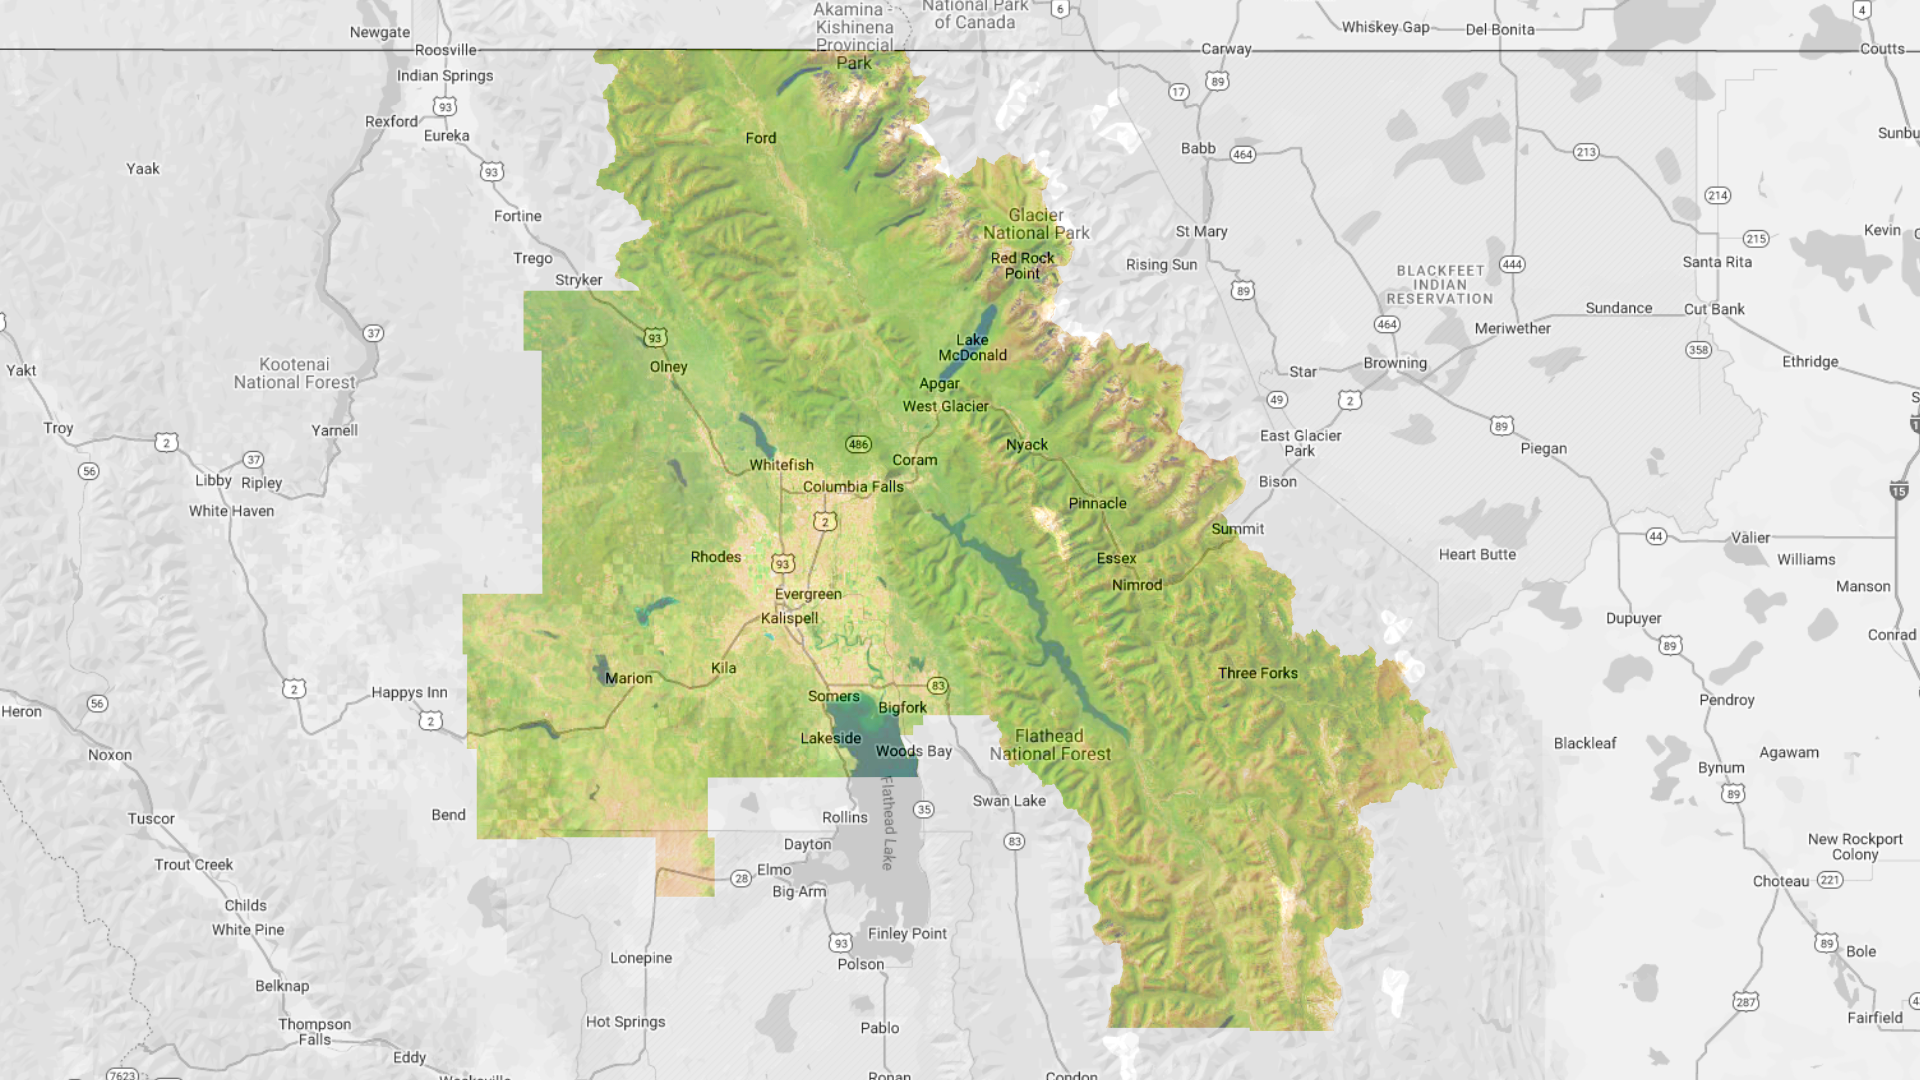 Akamina -
Kishinena
Provincial
Park
National Park
of Canada
6
Whiskey Gap
Del Bonita
4
Newgate
Roosville
Carway
Coutts
Indian Springs
93
89
17
Rexford
Eureka
Ford
Babb
464
213
Sunbu
Yaak
93
214
Fortine
Glacier
National Park
St Mary
Kevin
215
Trego
Red Rock
Point
Rising Sun
444
Santa Rita
BLACKFEET
INDIAN
RESERVATION
Stryker
89
Sundance
Cut Bank
37
93
464
Meriwether
Lake
McDonald
358
Kootenai
National Forest
Olney
Browning
Ethridge
Yakt
Star
Apgar
49
2
West Glacier
89
Troy
2
Yarnell
486
Nyack
East Glacier
Park
Piegan
56
37
Whitefish
Coram
Libby
Ripley
Columbia Falls
Bison
15
White Haven
Pinnacle
2
Summit
44
Valier
Rhodes
93
Essex
Heart Butte
Williams
Nimrod
Manson
Evergreen
Kalispell
Dupuyer
Conrad
89
Kila
Marion
Three Forks
2
Happys Inn
56
83
Somers
Bigfork
Pendroy
Heron
2
Lakeside
Woods Bay
Flathead
National Forest
Blackleaf
Agawam
Noxon
Bynum
Flathead Lake
Swan Lake
89
Bend
Rollins
35
Tuscor
83
Dayton
New Rockport
Colony
Trout Creek
Elmo
28
Big Arm
Choteau
221
Childs
White Pine
Finley Point
93
89
Bole
Lonepine
Polson
Belknap
287
Hot Springs
Pablo
Fairfield
Thompson
Falls
Eddy
7623
Ronan
Condon